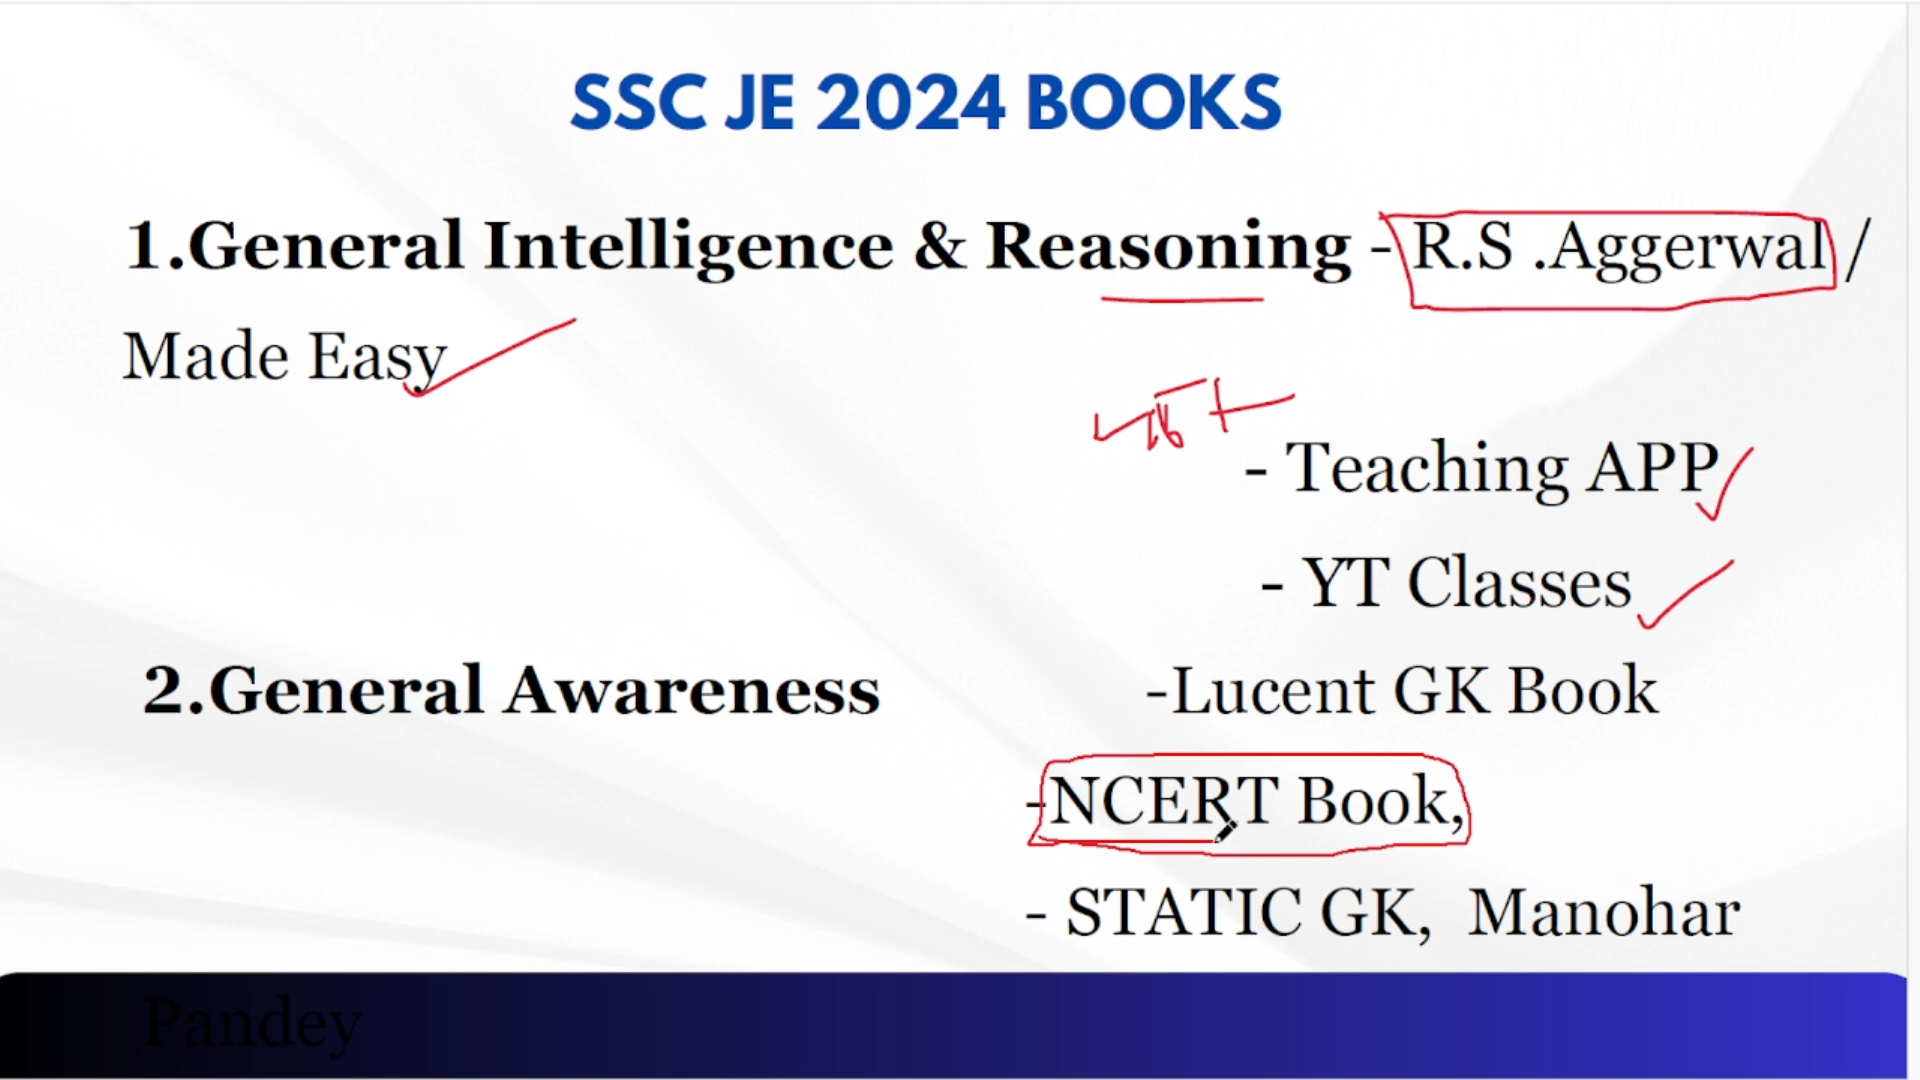 SSC JE 2024 BOOKS
1.General Intelligence & Reasoning - R.S .Aggerwal /
Made Easy
- Teaching APP
- YT Classes
2.General Awareness -Lucent GK Book
-NCERT Book,
- STATIC GK, Manohar
Pandey